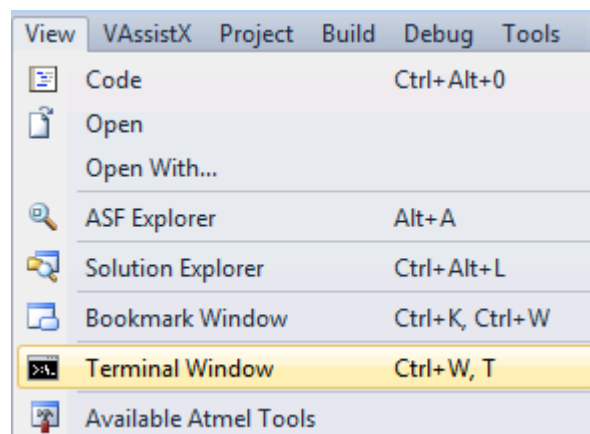 View VAssistX Project Build Debug Tools
Code Ctrl+Alt+0
Open
Open With...
ASF Explorer Alt+A
Solution Explorer Ctrl+Alt+L
Bookmark Window Ctrl+K, Ctrl+W
Terminal Window Ctrl+W, T
Available Atmel Tools